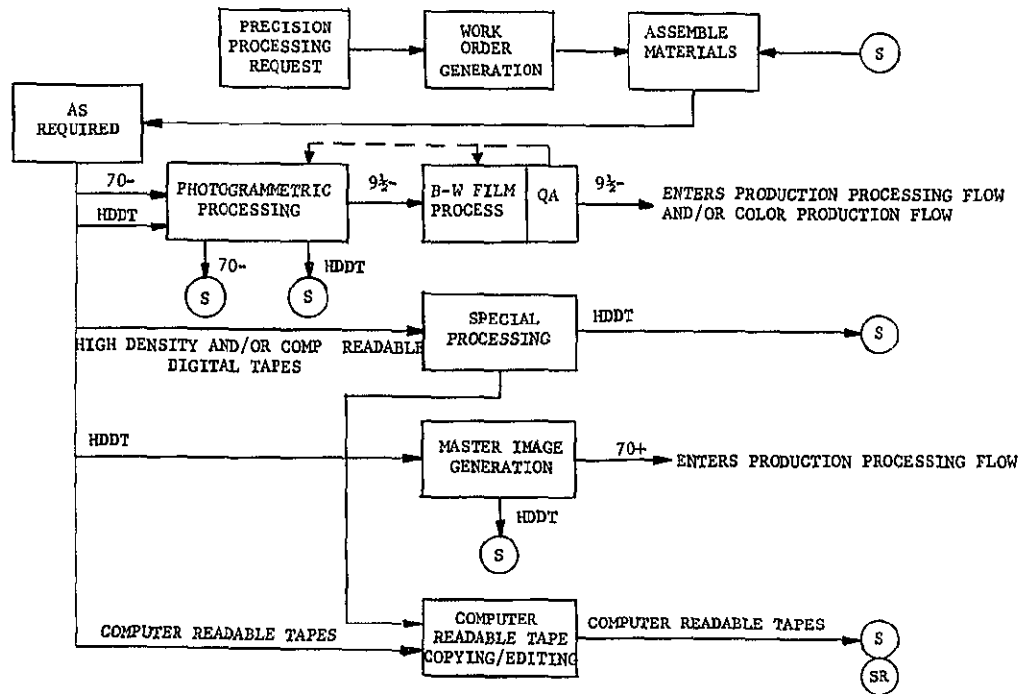 PRECISION
PROCESSING
REQUEST
WORK
ORDER
GENERATION
ASSEMBLE
MATERIALS
S
AS
REQUIRED
70-
HDDT
PHOTOGRAMMETRIC
PROCESSING
9½-
B-W FILM
PROCESS
QA
9½-
ENTERS PRODUCTION PROCESSING FLOW
AND/OR COLOR PRODUCTION FLOW
70-
HDDT
S
S
HIGH DENSITY AND/OR COMP READABLE
DIGITAL TAPES
SPECIAL
PROCESSING
HDDT
S
HDDT
MASTER IMAGE
GENERATION
70+
ENTERS PRODUCTION PROCESSING FLOW
HDDT
S
COMPUTER READABLE TAPES
COMPUTER
READABLE TAPE
COPYING/EDITING
COMPUTER READABLE TAPES
S
SR